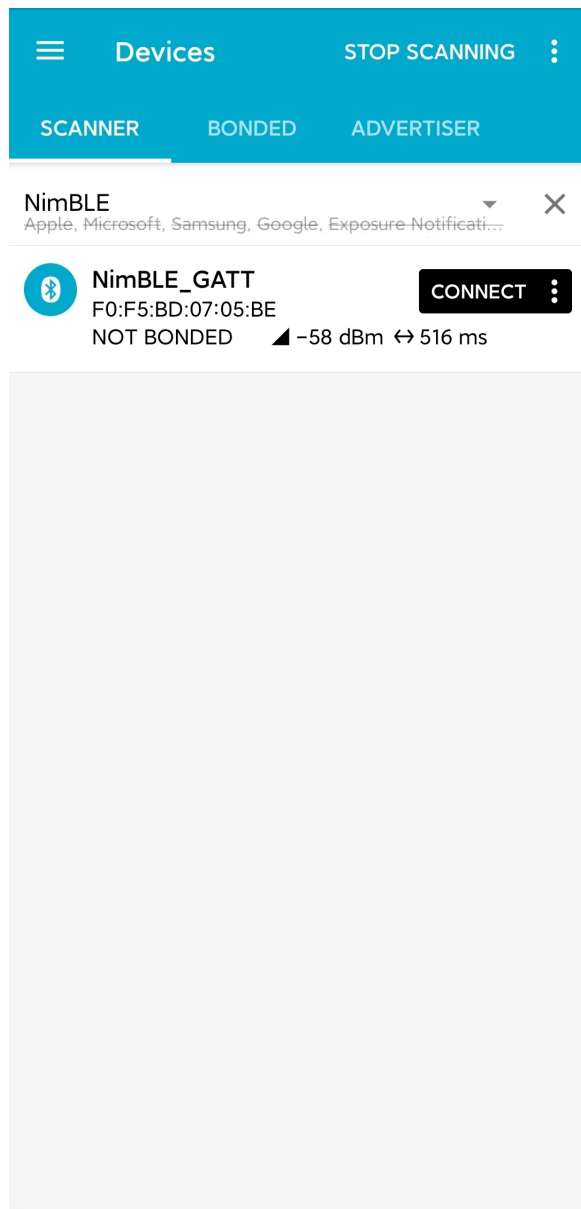 Devices STOP SCANNING
SCANNER BONDED ADVERTISER
NimBLE
Apple, Microsoft, Samsung, Google, Exposure Notificati...
NimBLE_GATT
F0:F5:BD:07:05:BE
CONNECT
NOT BONDED -58 dBm 516 ms